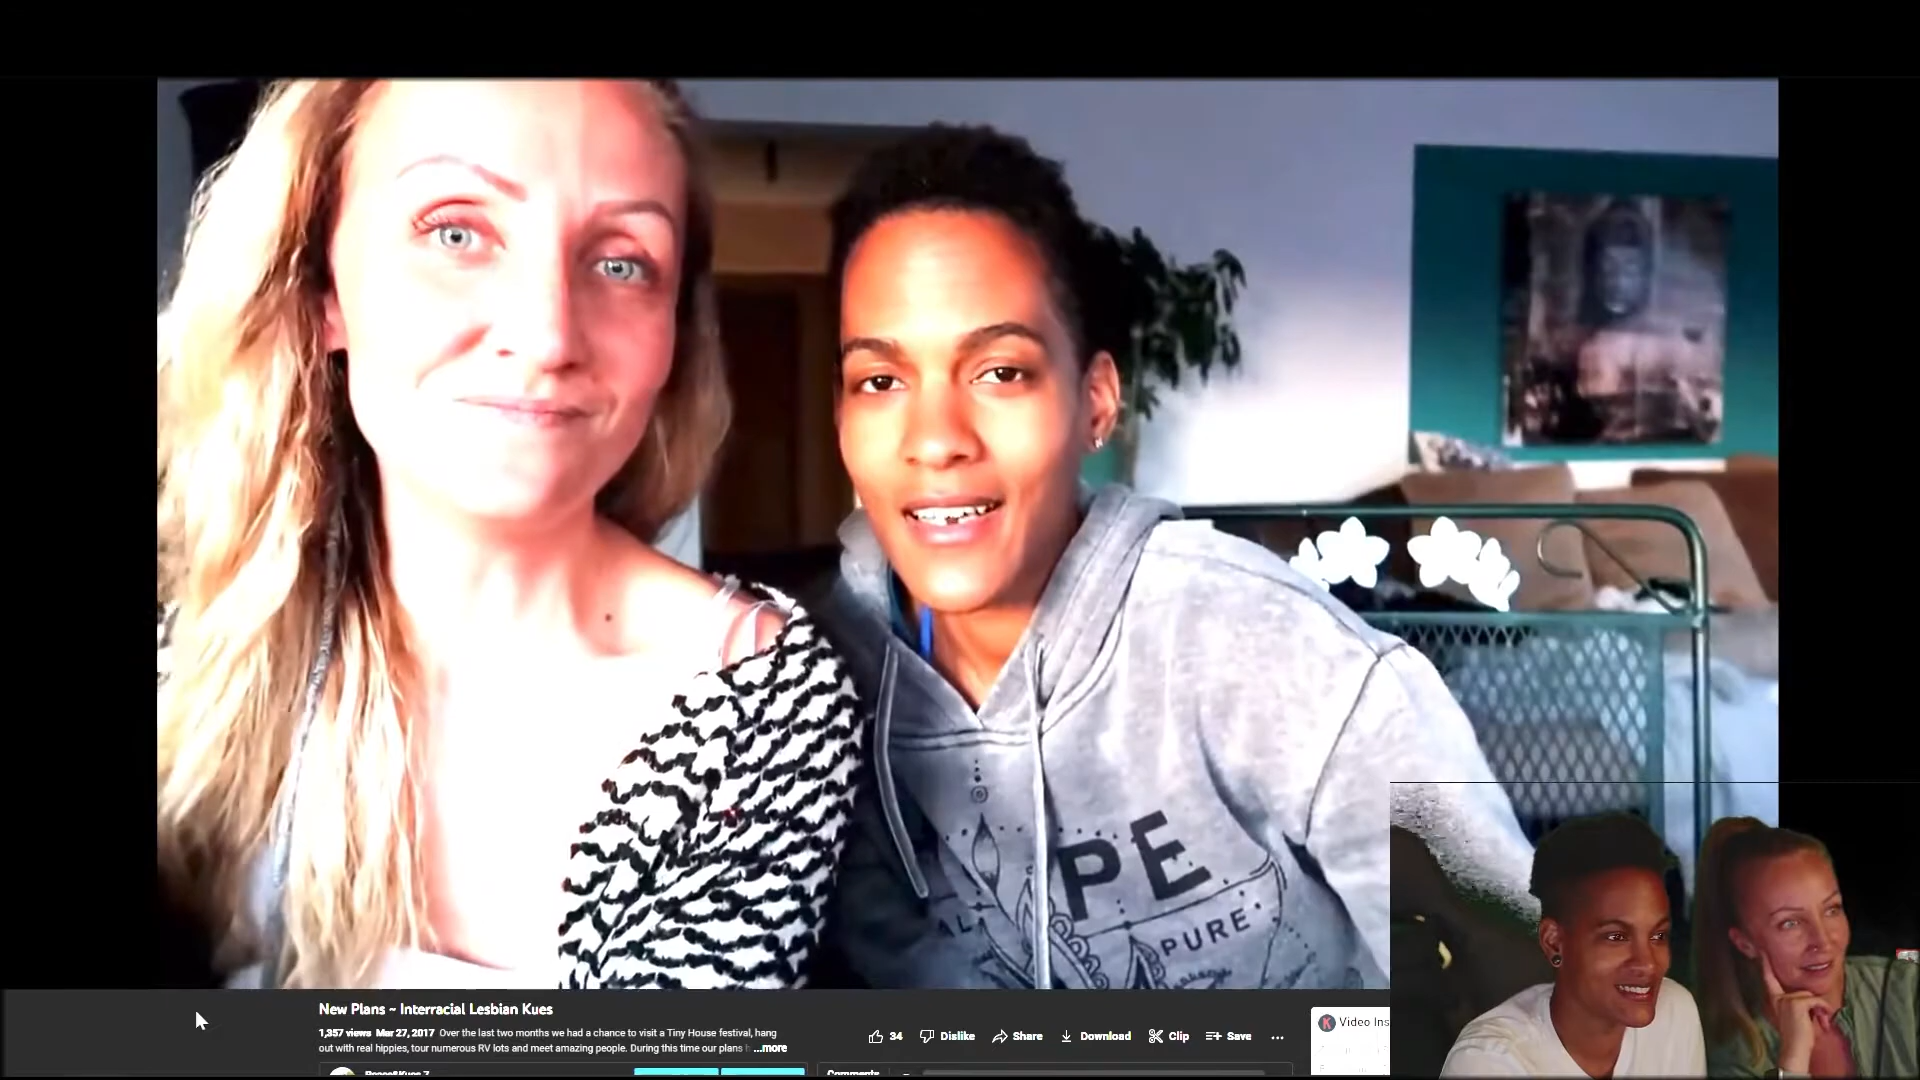 PE
PURE
New Plans ~ Interracial Lesbian Kues
1,357 views Mar 27, 2017 Over the last two months we had a chance to visit a Tiny House festival, hang
out with real hippies, tour numerous RV lots and meet amazing people. During this time our plans h ...more
34 Dislike Share Download Clip Save ...
K Video Ins
Comments